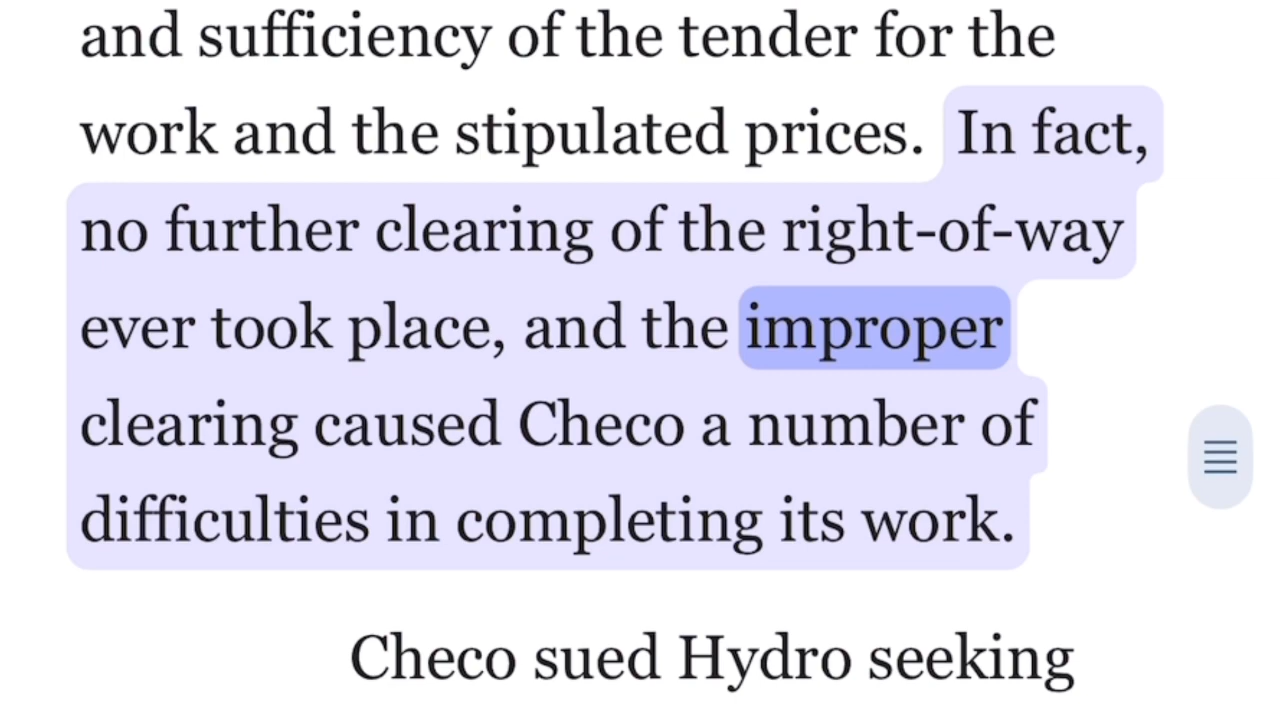 and sufficiency of the tender for the
work and the stipulated prices. In fact,
no further clearing of the right-of-way
ever took place, and the improper
clearing caused Checo a number of
difficulties in completing its work.
Checo sued Hydro seeking